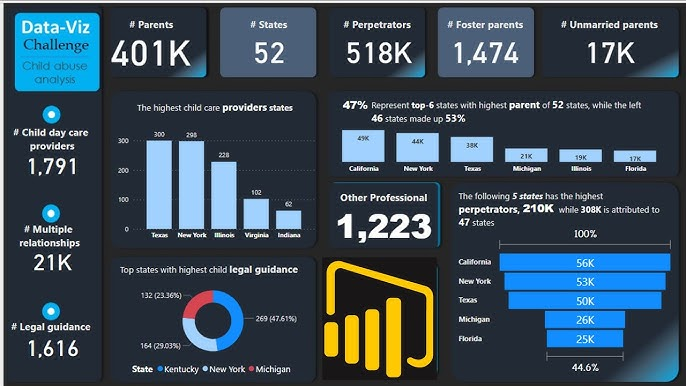 Data-Viz
Challenge
Child abuse
analysis
# Parents
401K
# States
52
# Perpetrators
518K
# Foster parents
1,474
# Unmarried parents
17K
# Child day care
providers
1,791
# Multiple
relationships
21K
# Legal guidance
1,616
The highest child care providers states
300
200
100
0
300
298
228
102
62
Texas New York Illinois Virginia Indiana
47% Represent top-6 states with highest parent of 52 states, while the left
46 states made up 53%
49K
44K
38K
21K
19K
17K
California New York Texas Michigan Illinois Florida
Other Professional
1,223
The following 5 states has the highest
perpetrators, 210K while 308K is attributed to
47 states
100%
California 56K
New York 53K
Texas 50K
Michigan 26K
Florida 25K
44.6%
Top states with highest child legal guidance
132 (23.36%)
269 (47.61%)
164 (29.03%)
State Kentucky New York Michigan